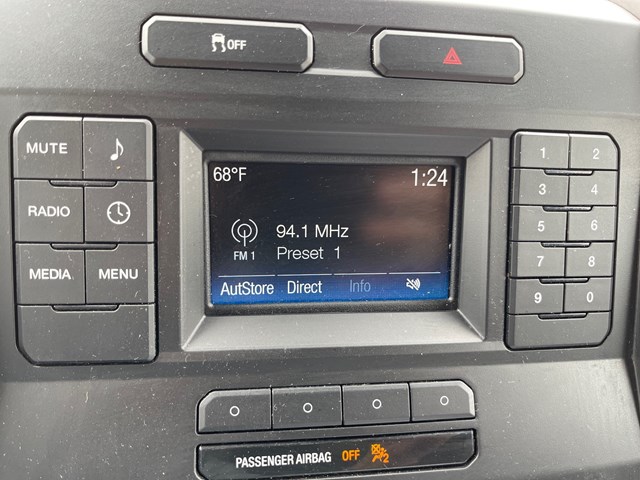 OFF
MUTE
RADIO
MEDIA MENU
68°F 1:24
94.1 MHz
FM 1 Preset 1
AutStore Direct Info
1 2
3 4
5 6
7 8
9 0
PASSENGER AIRBAG OFF 2